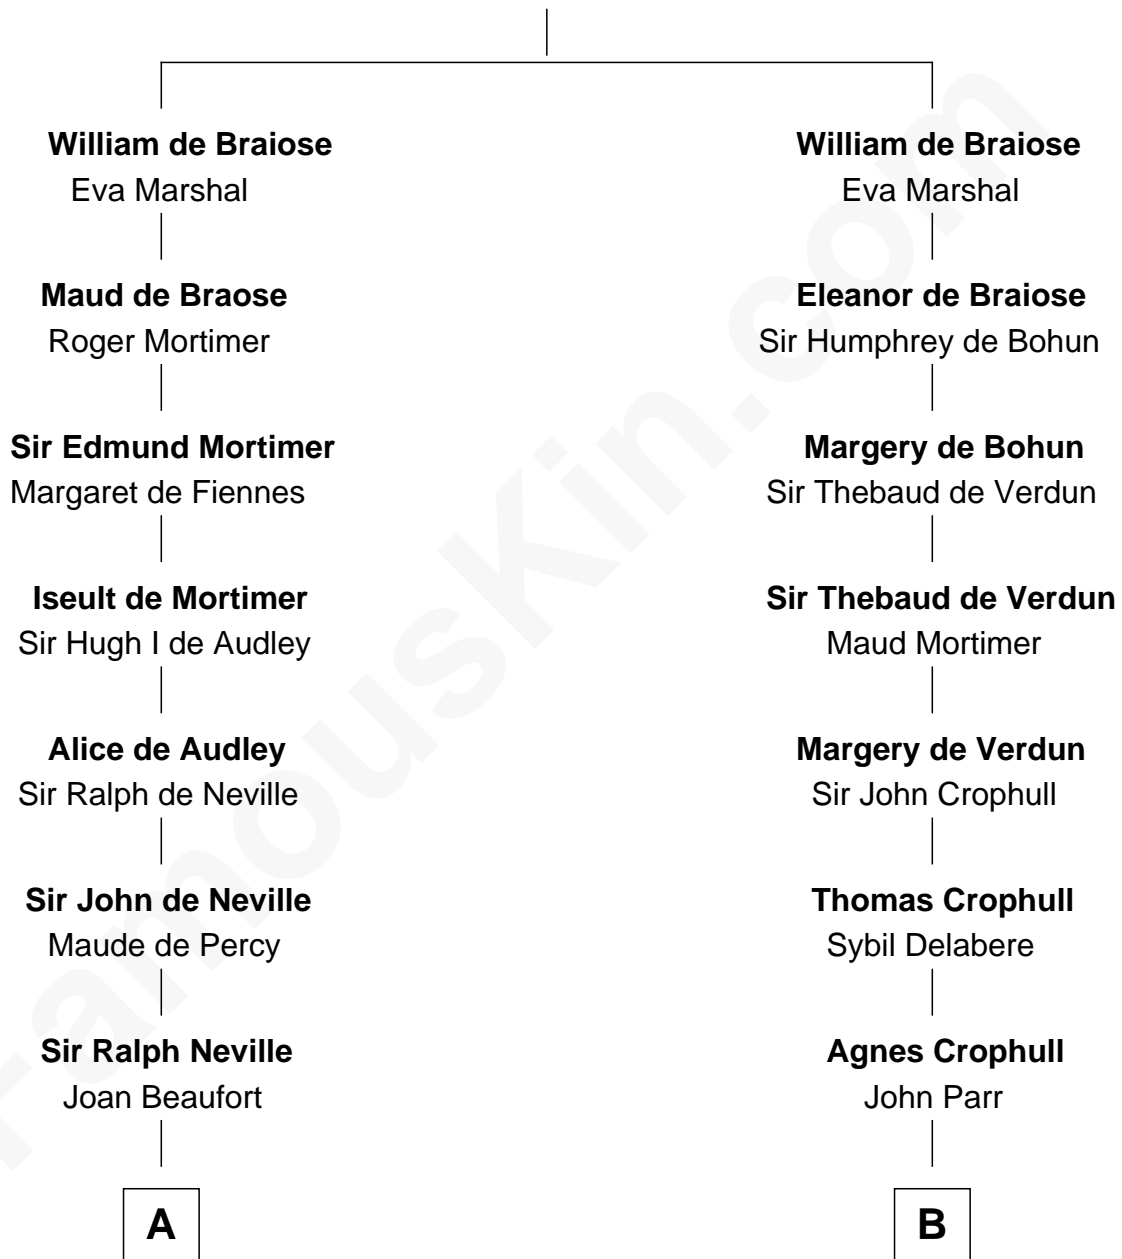 William de Braiose
Eva Marshal
Maud de Braose
Roger Mortimer
Sir Edmund Mortimer
Margaret de Fiennes
Iseult de Mortimer
Sir Hugh I de Audley
Alice de Audley
Sir Ralph de Neville
Sir John de Neville
Maude de Percy
Sir Ralph Neville
Joan Beaufort
A
William de Braiose
Eva Marshal
Eleanor de Braiose
Sir Humphrey de Bohun
Margery de Bohun
Sir Thebaud de Verdun
Sir Thebaud de Verdun
Maud Mortimer
Margery de Verdun
Sir John Crophull
Thomas Crophull
Sybil Delabere
Agnes Crophull
John Parr
B
FamousKin.com